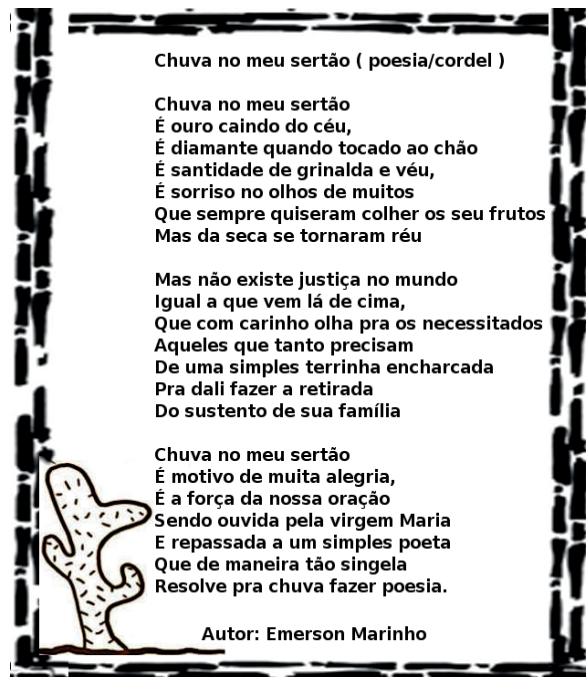 Chuva no meu sertão ( poesia/cordel )
Chuva no meu sertão
É ouro caindo do céu,
É diamante quando tocado ao chão
É santidade de grinalda e véu,
É sorriso no olhos de muitos
Que sempre quiseram colher os seu frutos
Mas da seca se tornaram réu
Mas não existe justiça no mundo
Igual a que vem lá de cima,
Que com carinho olha pra os necessitados
Aqueles que tanto precisam
De uma simples terrinha encharcada
Pra dali fazer a retirada
Do sustento de sua família
Chuva no meu sertão
É motivo de muita alegria,
É a força da nossa oração
Sendo ouvida pela virgem Maria
E repassada a um simples poeta
Que de maneira tão singela
Resolve pra chuva fazer poesia.
Autor: Emerson Marinho